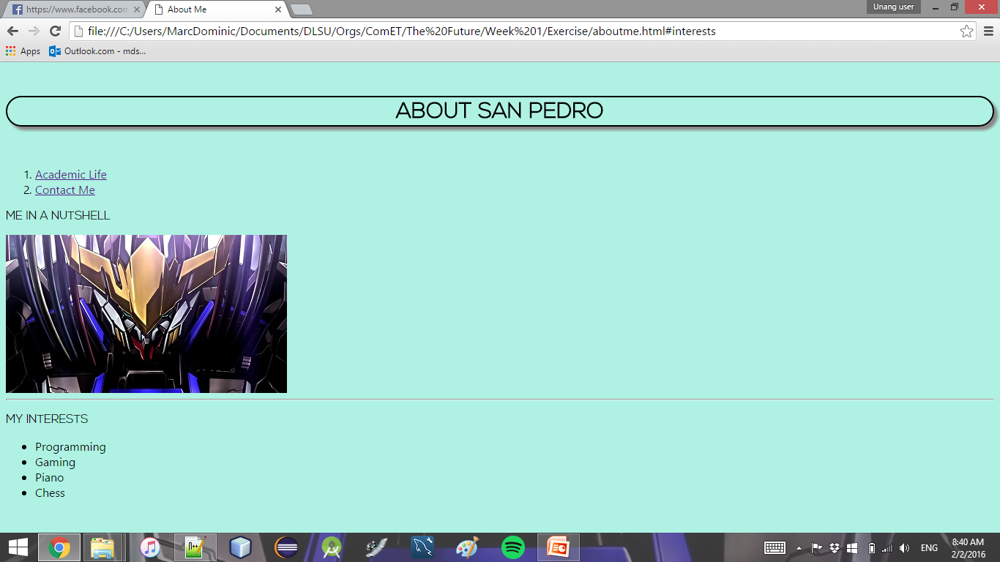 https://www.facebook.com
About Me
Unang user
file:///C:/Users/MarcDominic/Documents/DLSU/Orgs/ComET/The%20Future/Week%201/Exercise/aboutme.html#interests
Apps
Outlook.com - mds...
ABOUT SAN PEDRO
1. Academic Life
2. Contact Me
ME IN A NUTSHELL
MY INTERESTS
Programming
Gaming
Piano
Chess
ENG
8:40 AM
2/2/2016